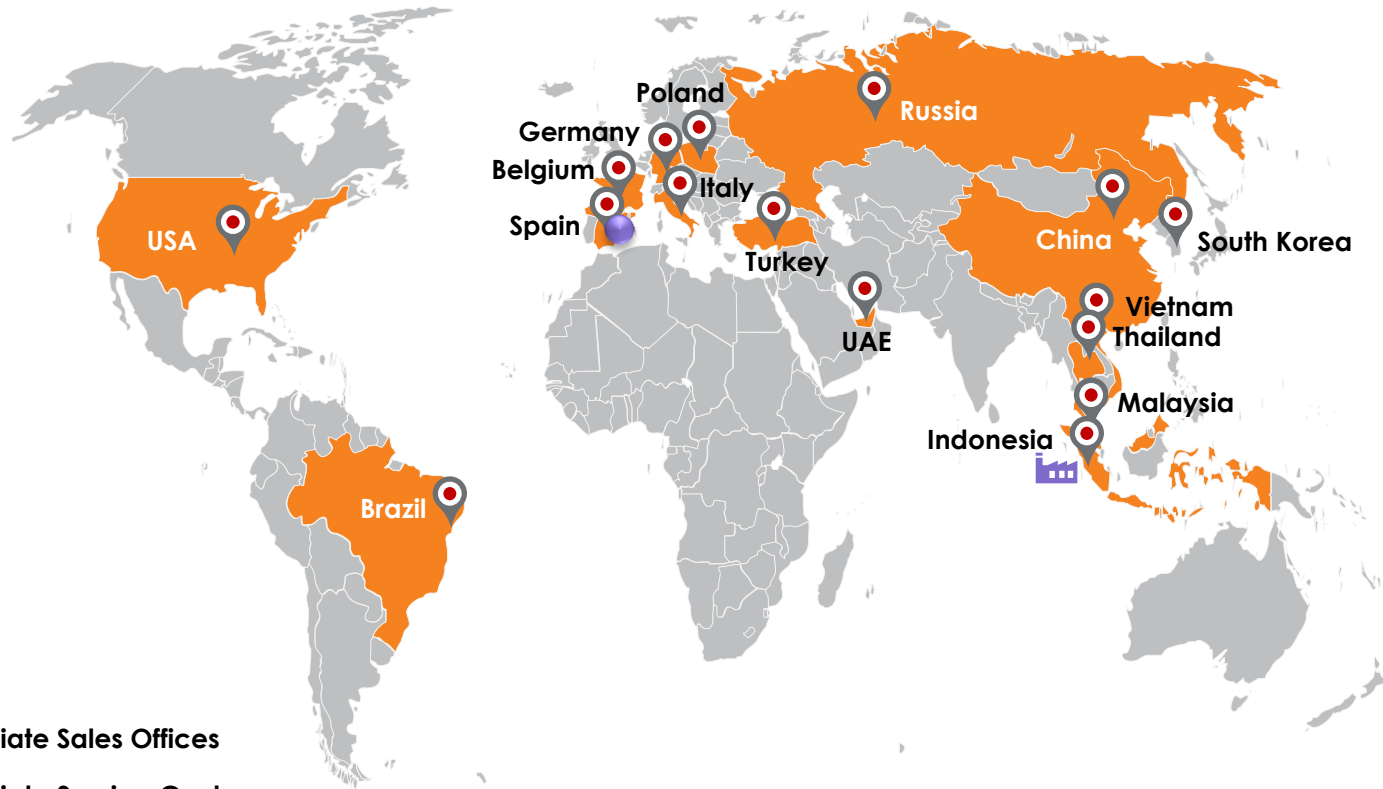 Poland
Russia
Germany
Belgium
Italy
Spain
USA
China
South Korea
Turkey
Vietnam
UAE
Thailand
Malaysia
Indonesia
Brazil
iate Sales Offices